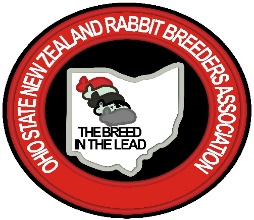 OHIO STATE NEW ZEALAND RABBIT BREEDERS ASSOCIATION
THE BREED
IN THE LEAD